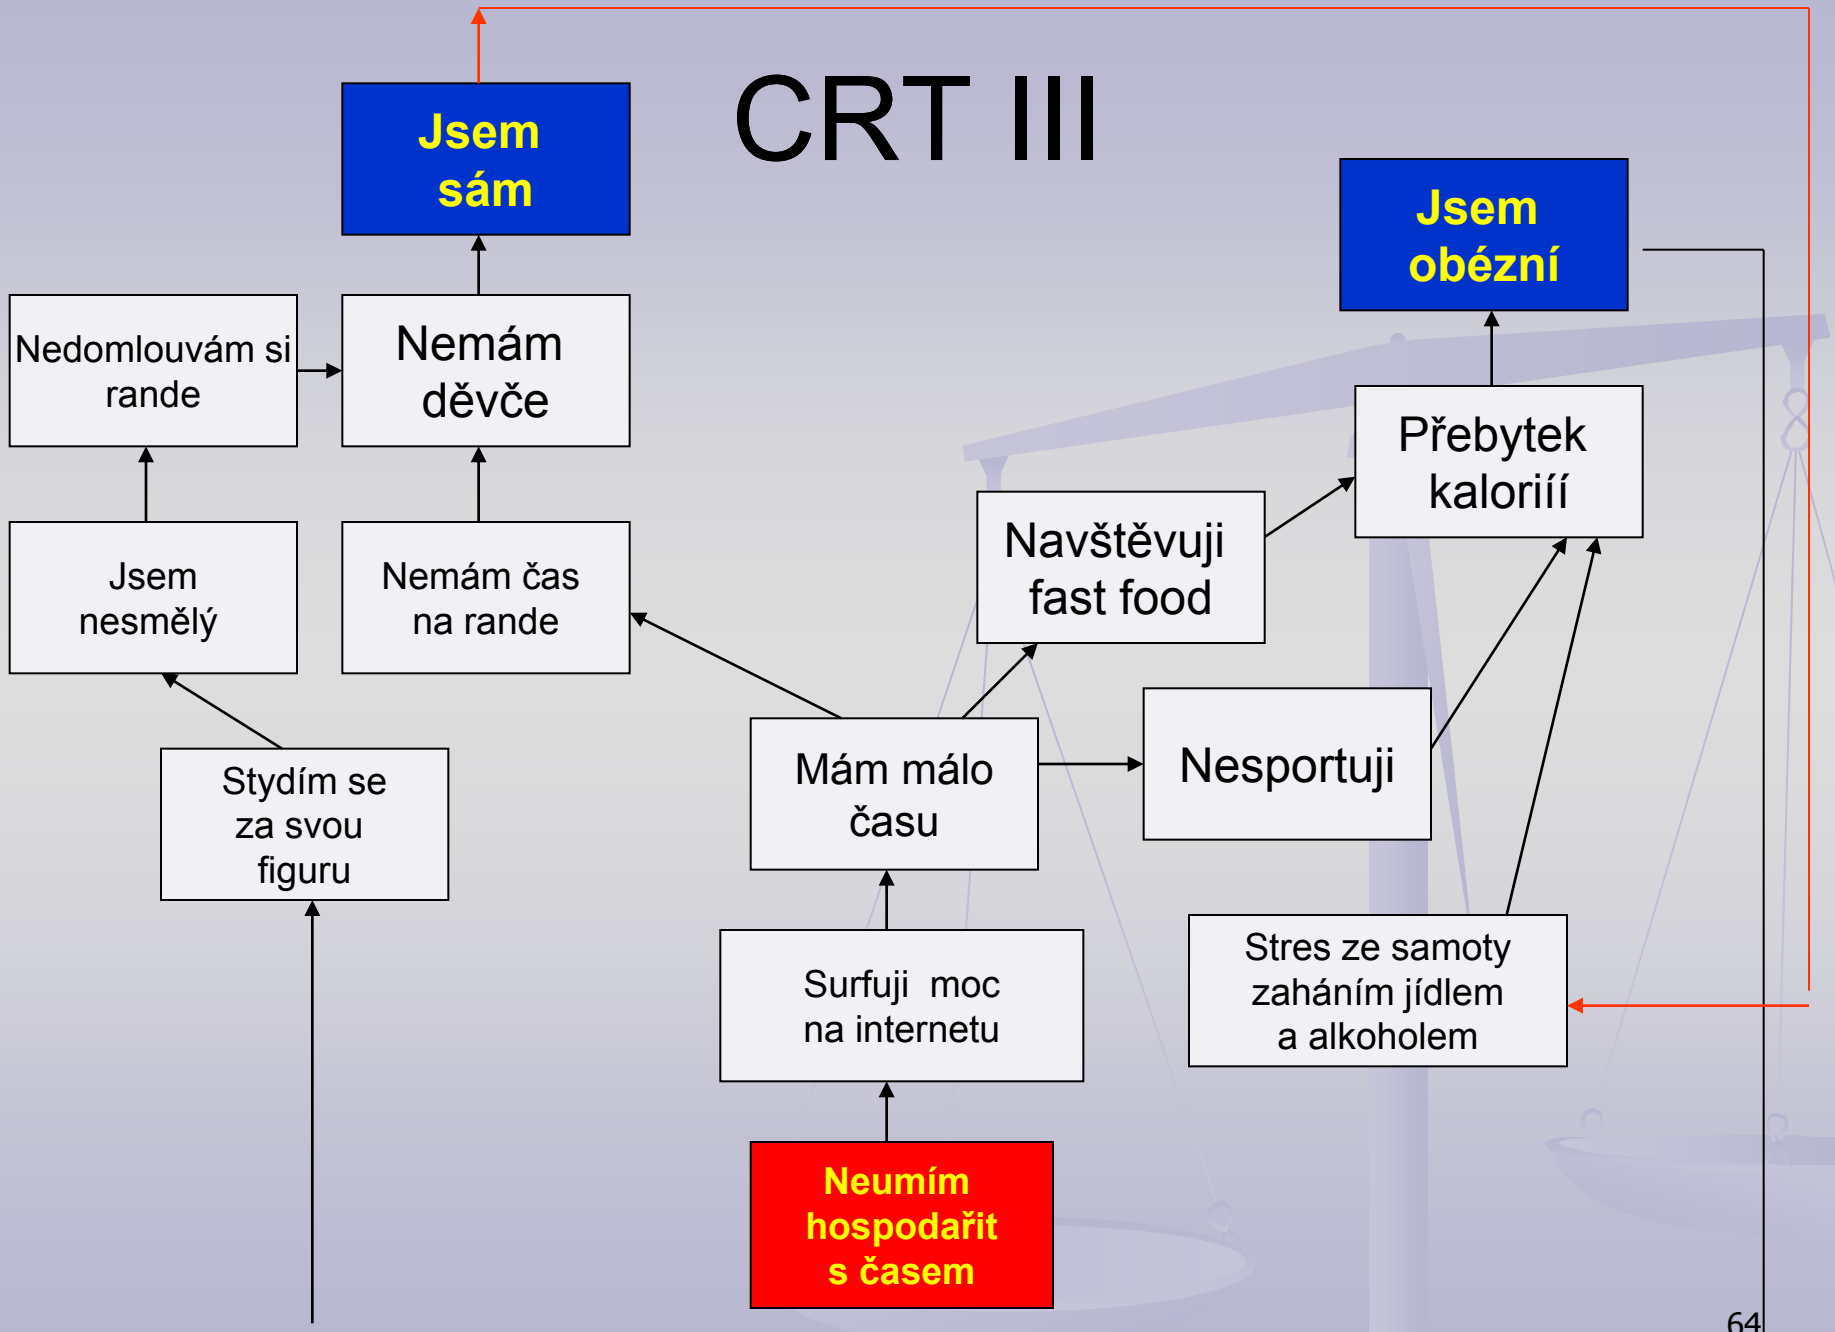 CRT III
Jsem
sám
Jsem
obézní
Nedomlouvám si
rande
Nemám
děvče
Přebytek
kaloriíí
Navštěvuji
fast food
Jsem
nesmělý
Nemám čas
na rande
Stydím se
za svou
figuru
Mám málo
času
Nesportuji
Surfuji  moc
na internetu
Stres ze samoty
zaháním jídlem
a alkoholem
Neumím
hospodařit
s časem
64